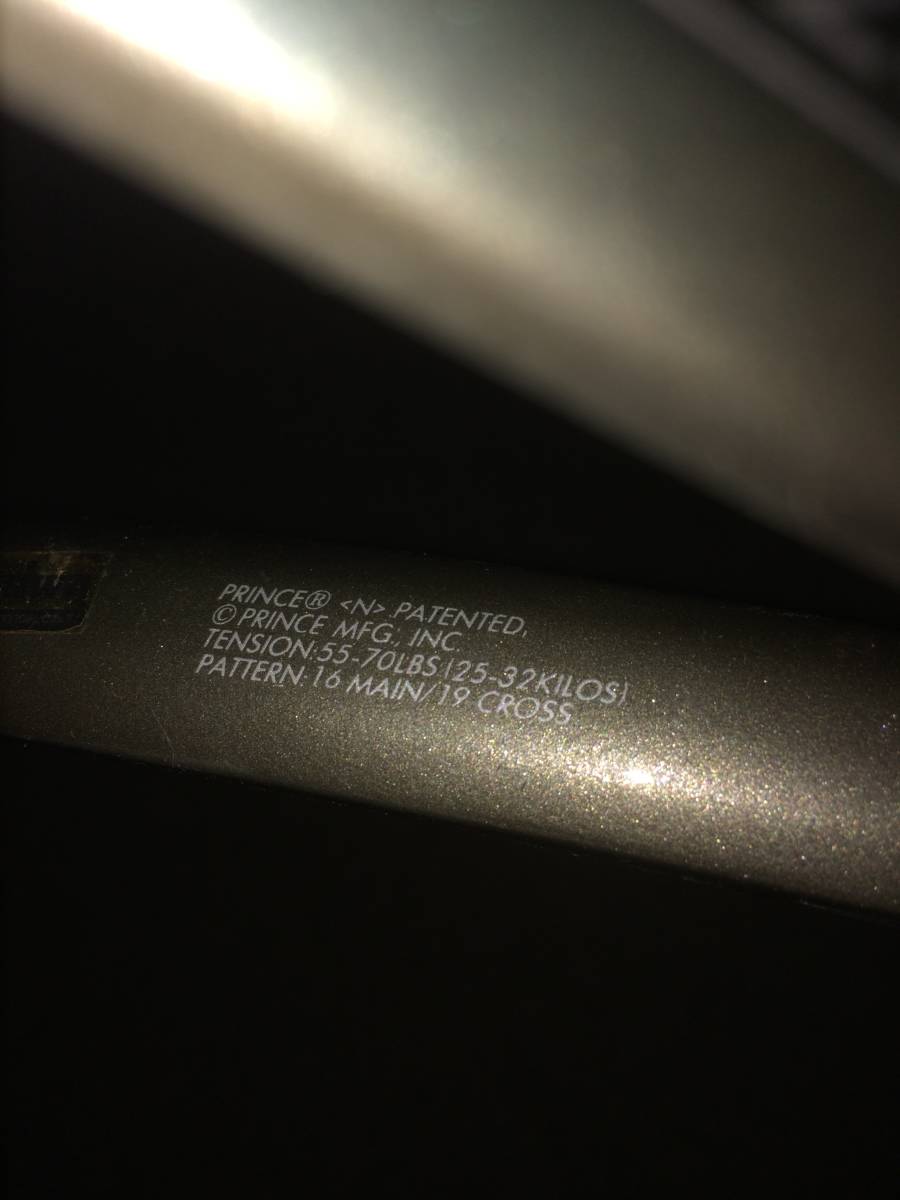 PRINCE® <N> PATENTED,
© PRINCE MFG., INC.
TENSION:55-70LBS(25-32KILOS)
PATTERN:16 MAIN/19 CROSS